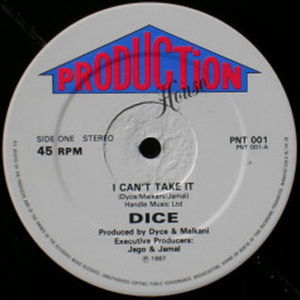 PRODUCTION
House
SIDE ONE STEREO
45 RPM
PNT 001
PNT 001-A
I CAN'T TAKE IT
(Dyce/Malkani/Jamal)
Handle Music Ltd
DICE
Produced by Dyce & Malkani
Executive Producers:
Jago & Jamal
℗ 1987